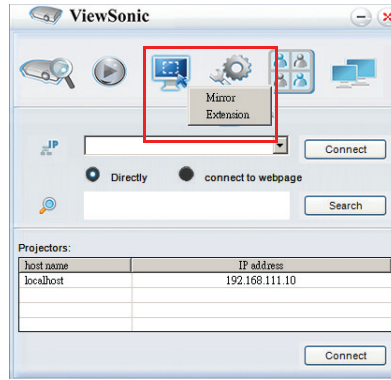 ViewSonic
Mirror
Extension
IP
Connect
Directly connect to webpage
Search
Projectors:
host name IP address
localhost 192.168.111.10
Connect